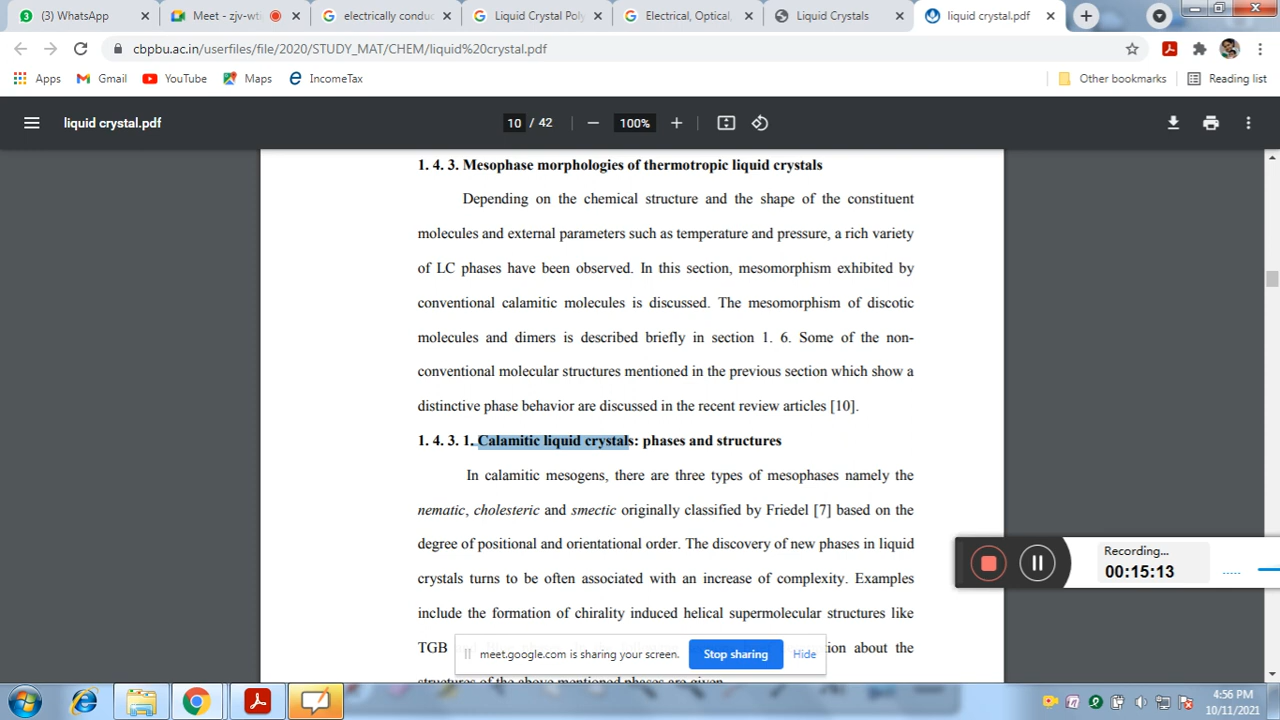 (3) WhatsApp
Meet - zjv-wti
electrically conduc
Liquid Crystal Poly
Electrical, Optical,
Liquid Crystals
liquid crystal.pdf
cbpbu.ac.in/userfiles/file/2020/STUDY_MAT/CHEM/liquid%20crystal.pdf
Apps
Gmail
YouTube
Maps
IncomeTax
Other bookmarks
Reading list
liquid crystal.pdf
10 / 42
100%
1. 4. 3. Mesophase morphologies of thermotropic liquid crystals
Depending on the chemical structure and the shape of the constituent
molecules and external parameters such as temperature and pressure, a rich variety
of LC phases have been observed. In this section, mesomorphism exhibited by
conventional calamitic molecules is discussed. The mesomorphism of discotic
molecules and dimers is described briefly in section 1. 6. Some of the non-
conventional molecular structures mentioned in the previous section which show a
distinctive phase behavior are discussed in the recent review articles [10].
1. 4. 3. 1. Calamitic liquid crystals: phases and structures
In calamitic mesogens, there are three types of mesophases namely the
nematic, cholesteric and smectic originally classified by Friedel [7] based on the
degree of positional and orientational order. The discovery of new phases in liquid
crystals turns to be often associated with an increase of complexity. Examples
include the formation of chirality induced helical supermolecular structures like
TGB
ion about the
structures of the above mentioned phases are given.
meet.google.com is sharing your screen.
Stop sharing
Hide
Recording...
00:15:13
4:56 PM
10/11/2021